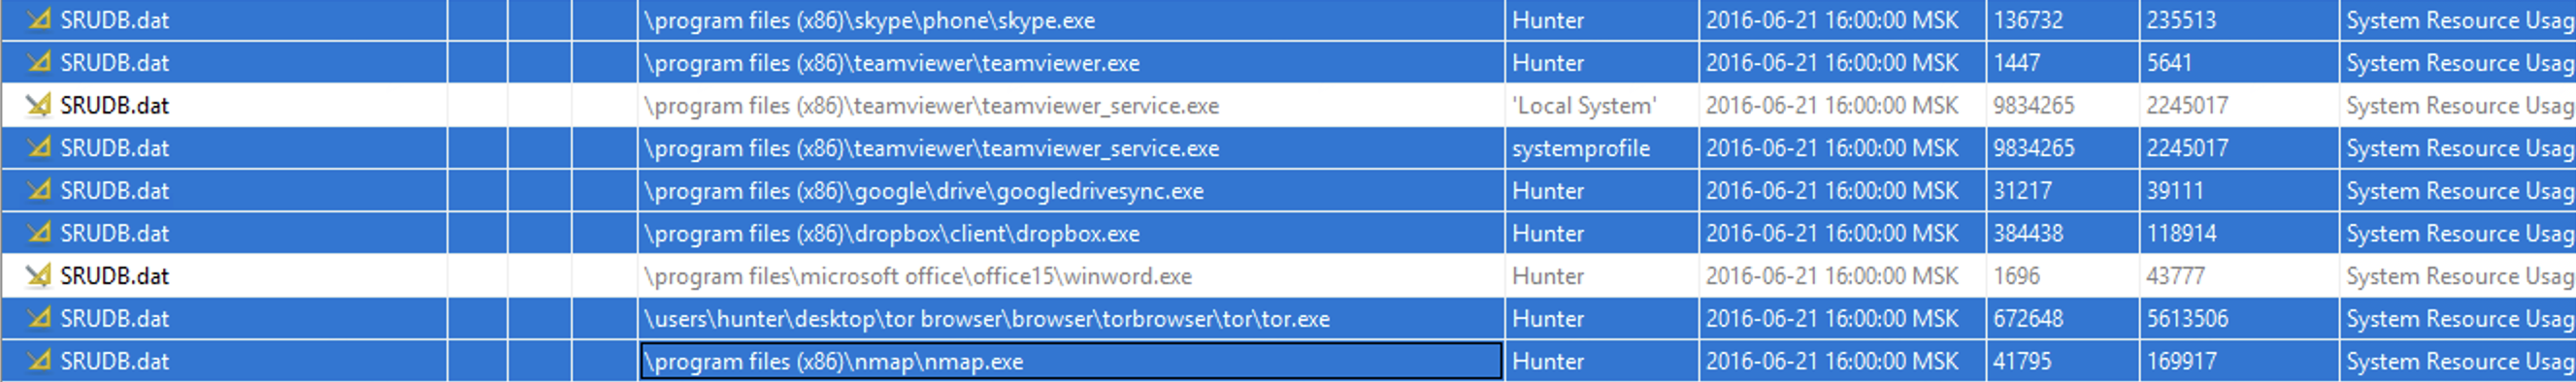 SRUDB.dat \program files (x86)\skype\phone\skype.exe Hunter 2016-06-21 16:00:00 MSK 136732 235513 System Resource Usag
SRUDB.dat \program files (x86)\teamviewer\teamviewer.exe Hunter 2016-06-21 16:00:00 MSK 1447 5641 System Resource Usag
SRUDB.dat \program files (x86)\teamviewer\teamviewer_service.exe 'Local System' 2016-06-21 16:00:00 MSK 9834265 2245017 System Resource Usag
SRUDB.dat \program files (x86)\teamviewer\teamviewer_service.exe systemprofile 2016-06-21 16:00:00 MSK 9834265 2245017 System Resource Usag
SRUDB.dat \program files (x86)\google\drive\googledrivesync.exe Hunter 2016-06-21 16:00:00 MSK 31217 39111 System Resource Usag
SRUDB.dat \program files (x86)\dropbox\client\dropbox.exe Hunter 2016-06-21 16:00:00 MSK 384438 118914 System Resource Usag
SRUDB.dat \program files\microsoft office\office15\winword.exe Hunter 2016-06-21 16:00:00 MSK 1696 43777 System Resource Usag
SRUDB.dat \users\hunter\desktop\tor browser\browser\torbrowser\tor\tor.exe Hunter 2016-06-21 16:00:00 MSK 672648 5613506 System Resource Usag
SRUDB.dat \program files (x86)\nmap\nmap.exe Hunter 2016-06-21 16:00:00 MSK 41795 169917 System Resource Usag